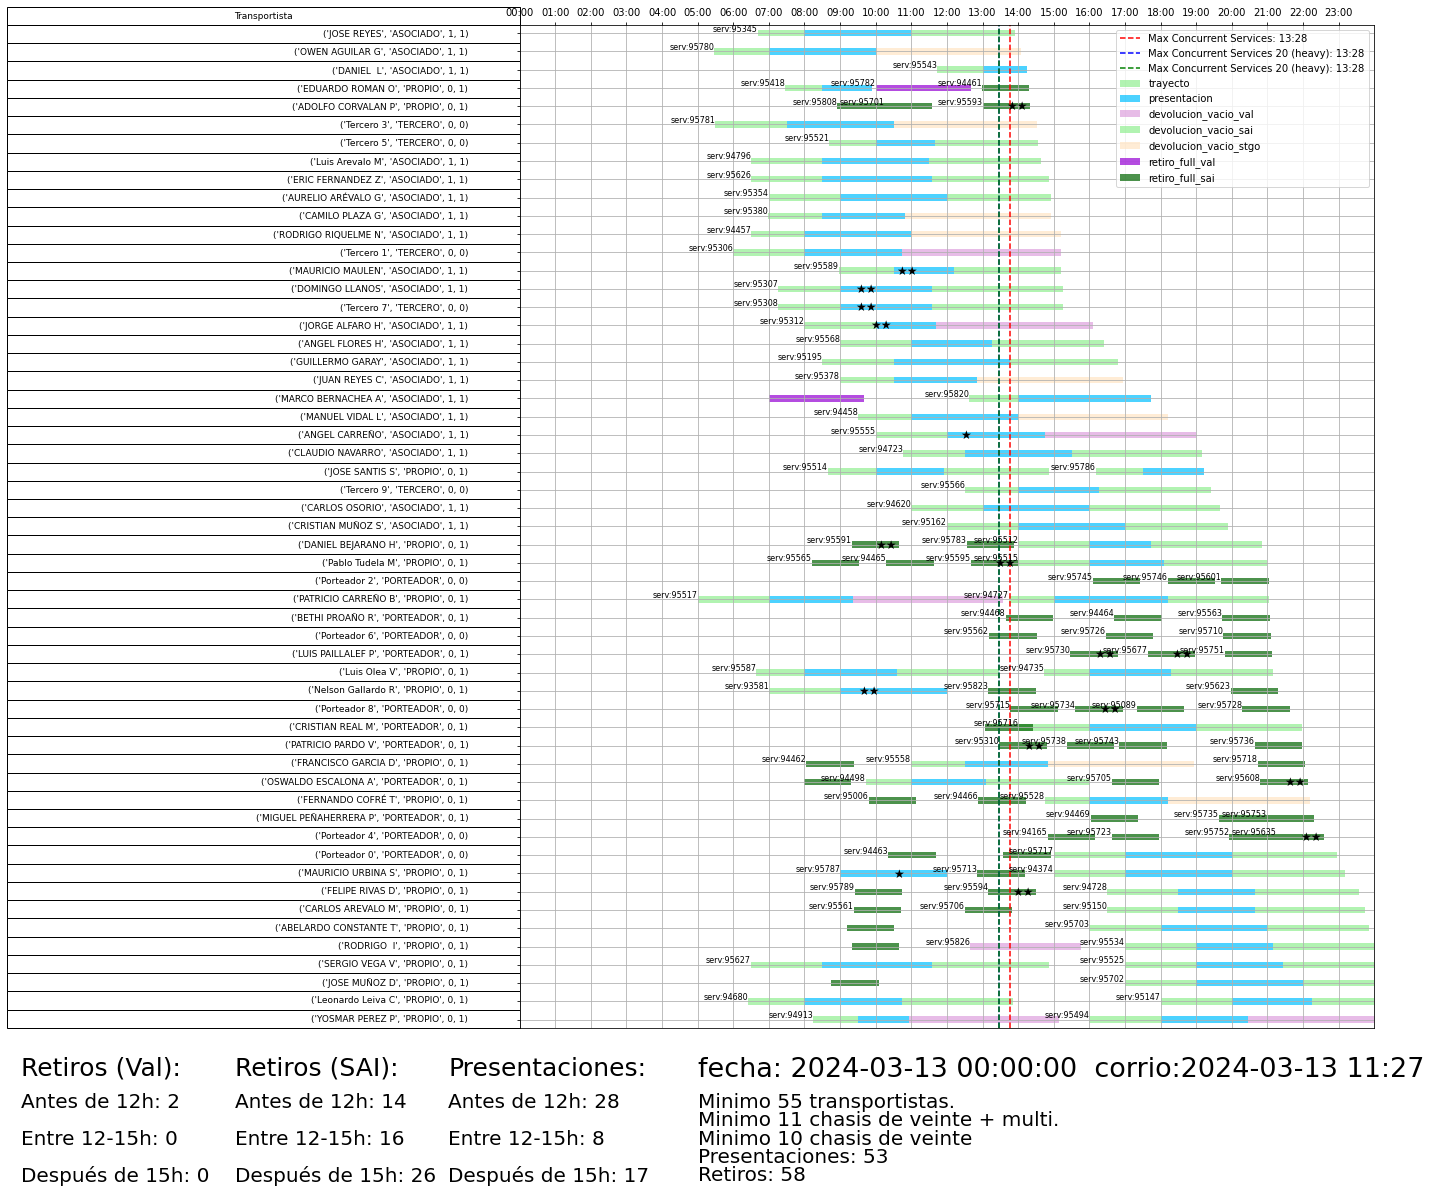 Transportista
00:00 01:00 02:00 03:00 04:00 05:00 06:00 07:00 08:00 09:00 10:00 11:00 12:00 13:00 14:00 15:00 16:00 17:00 18:00 19:00 20:00 21:00 22:00 23:00
Max Concurrent Services: 13:28
Max Concurrent Services 20 (heavy): 13:28
Max Concurrent Services 20 (heavy): 13:28
trayecto
presentacion
devolucion_vacio_val
devolucion_vacio_sai
devolucion_vacio_stgo
retiro_full_val
retiro_full_sai
('JOSE REYES', 'ASOCIADO', 1, 1) serv:95345
('OWEN AGUILAR G', 'ASOCIADO', 1, 1) serv:95780
('DANIEL  L', 'ASOCIADO', 1, 1) serv:95543
('EDUARDO ROMAN O', 'PROPIO', 0, 1) serv:95418 serv:95782 serv:94461
('ADOLFO CORVALAN P', 'PROPIO', 0, 1) serv:95808 serv:95701 serv:95593
('Tercero 3', 'TERCERO', 0, 0) serv:95781
('Tercero 5', 'TERCERO', 0, 0) serv:95521
('Luis Arevalo M', 'ASOCIADO', 1, 1) serv:94796
('ERIC FERNANDEZ Z', 'ASOCIADO', 1, 1) serv:95626
('AURELIO ARÉVALO G', 'ASOCIADO', 1, 1) serv:95354
('CAMILO PLAZA G', 'ASOCIADO', 1, 1) serv:95380
('RODRIGO RIQUELME N', 'ASOCIADO', 1, 1) serv:94457
('Tercero 1', 'TERCERO', 0, 0) serv:95306
('MAURICIO MAULEN', 'ASOCIADO', 1, 1) serv:95589
('DOMINGO LLANOS', 'ASOCIADO', 1, 1) serv:95307
('Tercero 7', 'TERCERO', 0, 0) serv:95308
('JORGE ALFARO H', 'ASOCIADO', 1, 1) serv:95312
('ANGEL FLORES H', 'ASOCIADO', 1, 1) serv:95568
('GUILLERMO GARAY', 'ASOCIADO', 1, 1) serv:95195
('JUAN REYES C', 'ASOCIADO', 1, 1) serv:95378
('MARCO BERNACHEA A', 'ASOCIADO', 1, 1) serv:95820
('MANUEL VIDAL L', 'ASOCIADO', 1, 1) serv:94458
('ANGEL CARREÑO', 'ASOCIADO', 1, 1) serv:95555
('CLAUDIO NAVARRO', 'ASOCIADO', 1, 1) serv:94723
('JOSE SANTIS S', 'PROPIO', 0, 1) serv:95514 serv:95786
('Tercero 9', 'TERCERO', 0, 0) serv:95566
('CARLOS OSORIO', 'ASOCIADO', 1, 1) serv:94620
('CRISTIAN MUÑOZ S', 'ASOCIADO', 1, 1) serv:95162
('DANIEL BEJARANO H', 'PROPIO', 0, 1) serv:95591 serv:95783 serv:95512
('Pablo Tudela M', 'PROPIO', 0, 1) serv:95565 serv:94465 serv:95595 serv:95515
('Porteador 2', 'PORTEADOR', 0, 0) serv:95745 serv:95746 serv:95601
('PATRICIO CARREÑO B', 'PROPIO', 0, 1) serv:95517 serv:94727
('BETHI PROAÑO R', 'PORTEADOR', 0, 1) serv:94468 serv:94464 serv:95563
('Porteador 6', 'PORTEADOR', 0, 0) serv:95562 serv:95726 serv:95710
('LUIS PAILLALEF P', 'PORTEADOR', 0, 1) serv:95730 serv:95677 serv:95751
('Luis Olea V', 'PROPIO', 0, 1) serv:95587 serv:94735
('Nelson Gallardo R', 'PROPIO', 0, 1) serv:93581 serv:95823 serv:95623
('Porteador 8', 'PORTEADOR', 0, 0) serv:95715 serv:95734 serv:95089 serv:95728
('CRISTIAN REAL M', 'PORTEADOR', 0, 1) serv:95716
('PATRICIO PARDO V', 'PORTEADOR', 0, 1) serv:95310 serv:95738 serv:95743 serv:95736
('FRANCISCO GARCIA D', 'PROPIO', 0, 1) serv:94462 serv:95558 serv:95718
('OSWALDO ESCALONA A', 'PORTEADOR', 0, 1) serv:94498 serv:95705 serv:95608
('FERNANDO COFRÉ T', 'PROPIO', 0, 1) serv:95006 serv:94466 serv:95528
('MIGUEL PEÑAHERRERA P', 'PORTEADOR', 0, 1) serv:94469 serv:95735 serv:95753
('Porteador 4', 'PORTEADOR', 0, 0) serv:94165 serv:95723 serv:95752 serv:95635
('Porteador 0', 'PORTEADOR', 0, 0) serv:94463 serv:95717
('MAURICIO URBINA S', 'PROPIO', 0, 1) serv:95787 serv:95713 serv:94374
('FELIPE RIVAS D', 'PROPIO', 0, 1) serv:95789 serv:95594 serv:94728
('CARLOS AREVALO M', 'PROPIO', 0, 1) serv:95561 serv:95706 serv:95150
('ABELARDO CONSTANTE T', 'PROPIO', 0, 1) serv:95703
('RODRIGO  I', 'PROPIO', 0, 1) serv:95826 serv:95534
('SERGIO VEGA V', 'PROPIO', 0, 1) serv:95627 serv:95525
('JOSE MUÑOZ D', 'PROPIO', 0, 1) serv:95702
('Leonardo Leiva C', 'PROPIO', 0, 1) serv:94680 serv:95147
('YOSMAR PEREZ P', 'PROPIO', 0, 1) serv:94913 serv:95494
Retiros (Val): Retiros (SAI): Presentaciones: fecha: 2024-03-13 00:00:00  corrio:2024-03-13 11:27
Antes de 12h: 2 Antes de 12h: 14 Antes de 12h: 28 Minimo 55 transportistas.
Minimo 11 chasis de veinte + multi.
Entre 12-15h: 0 Entre 12-15h: 16 Entre 12-15h: 8 Minimo 10 chasis de veinte
Presentaciones: 53
Después de 15h: 0 Después de 15h: 26 Después de 15h: 17 Retiros: 58